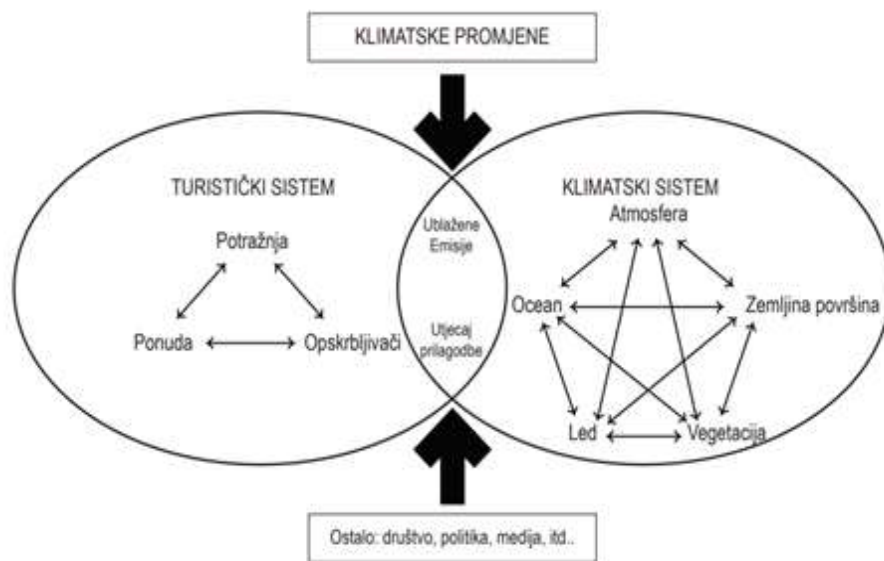 KLIMATSKE PROMJENE
TURISTIČKI SISTEM
Potražnja
Ponuda
Opskrbljivači
Ublažene
Emisije
Utjecaj
prilagodbe
KLIMATSKI SISTEM
Atmosfera
Ocean
Zemljina površina
Led
Vegetacija
Ostalo: društvo, politika, medija, itd..